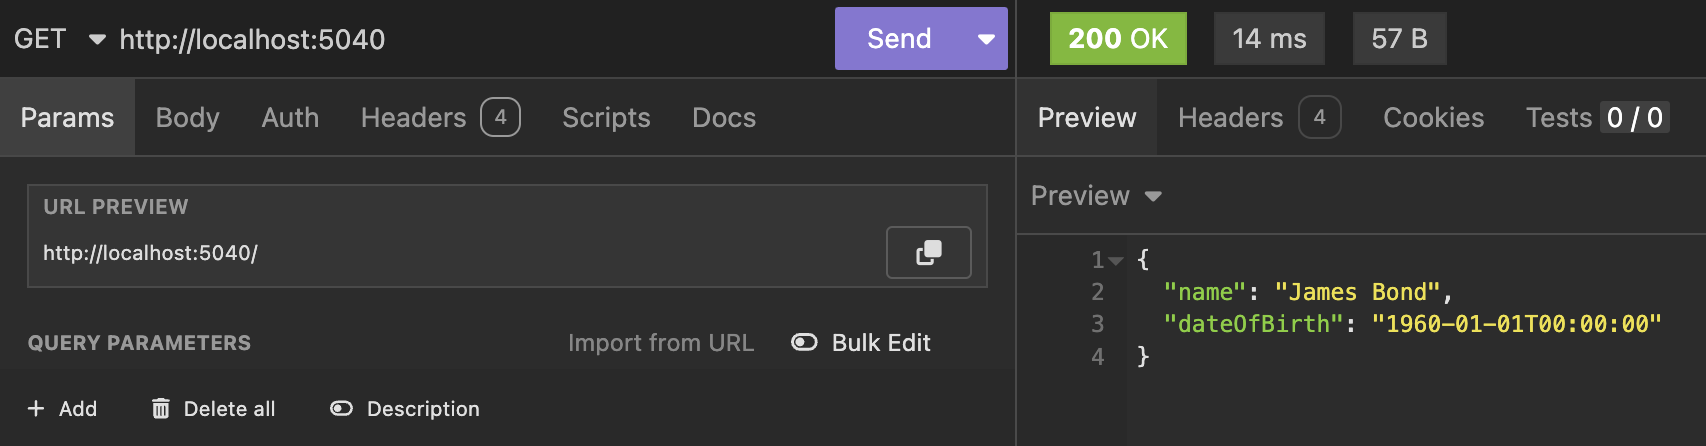 GET http://localhost:5040 Send
200 OK 14 ms 57 B
Params Body Auth Headers 4 Scripts Docs
Preview Headers 4 Cookies Tests 0 / 0
URL PREVIEW
http://localhost:5040/
QUERY PARAMETERS Import from URL Bulk Edit
+ Add Delete all Description
Preview
1 {
2 "name": "James Bond",
3 "dateOfBirth": "1960-01-01T00:00:00"
4 }